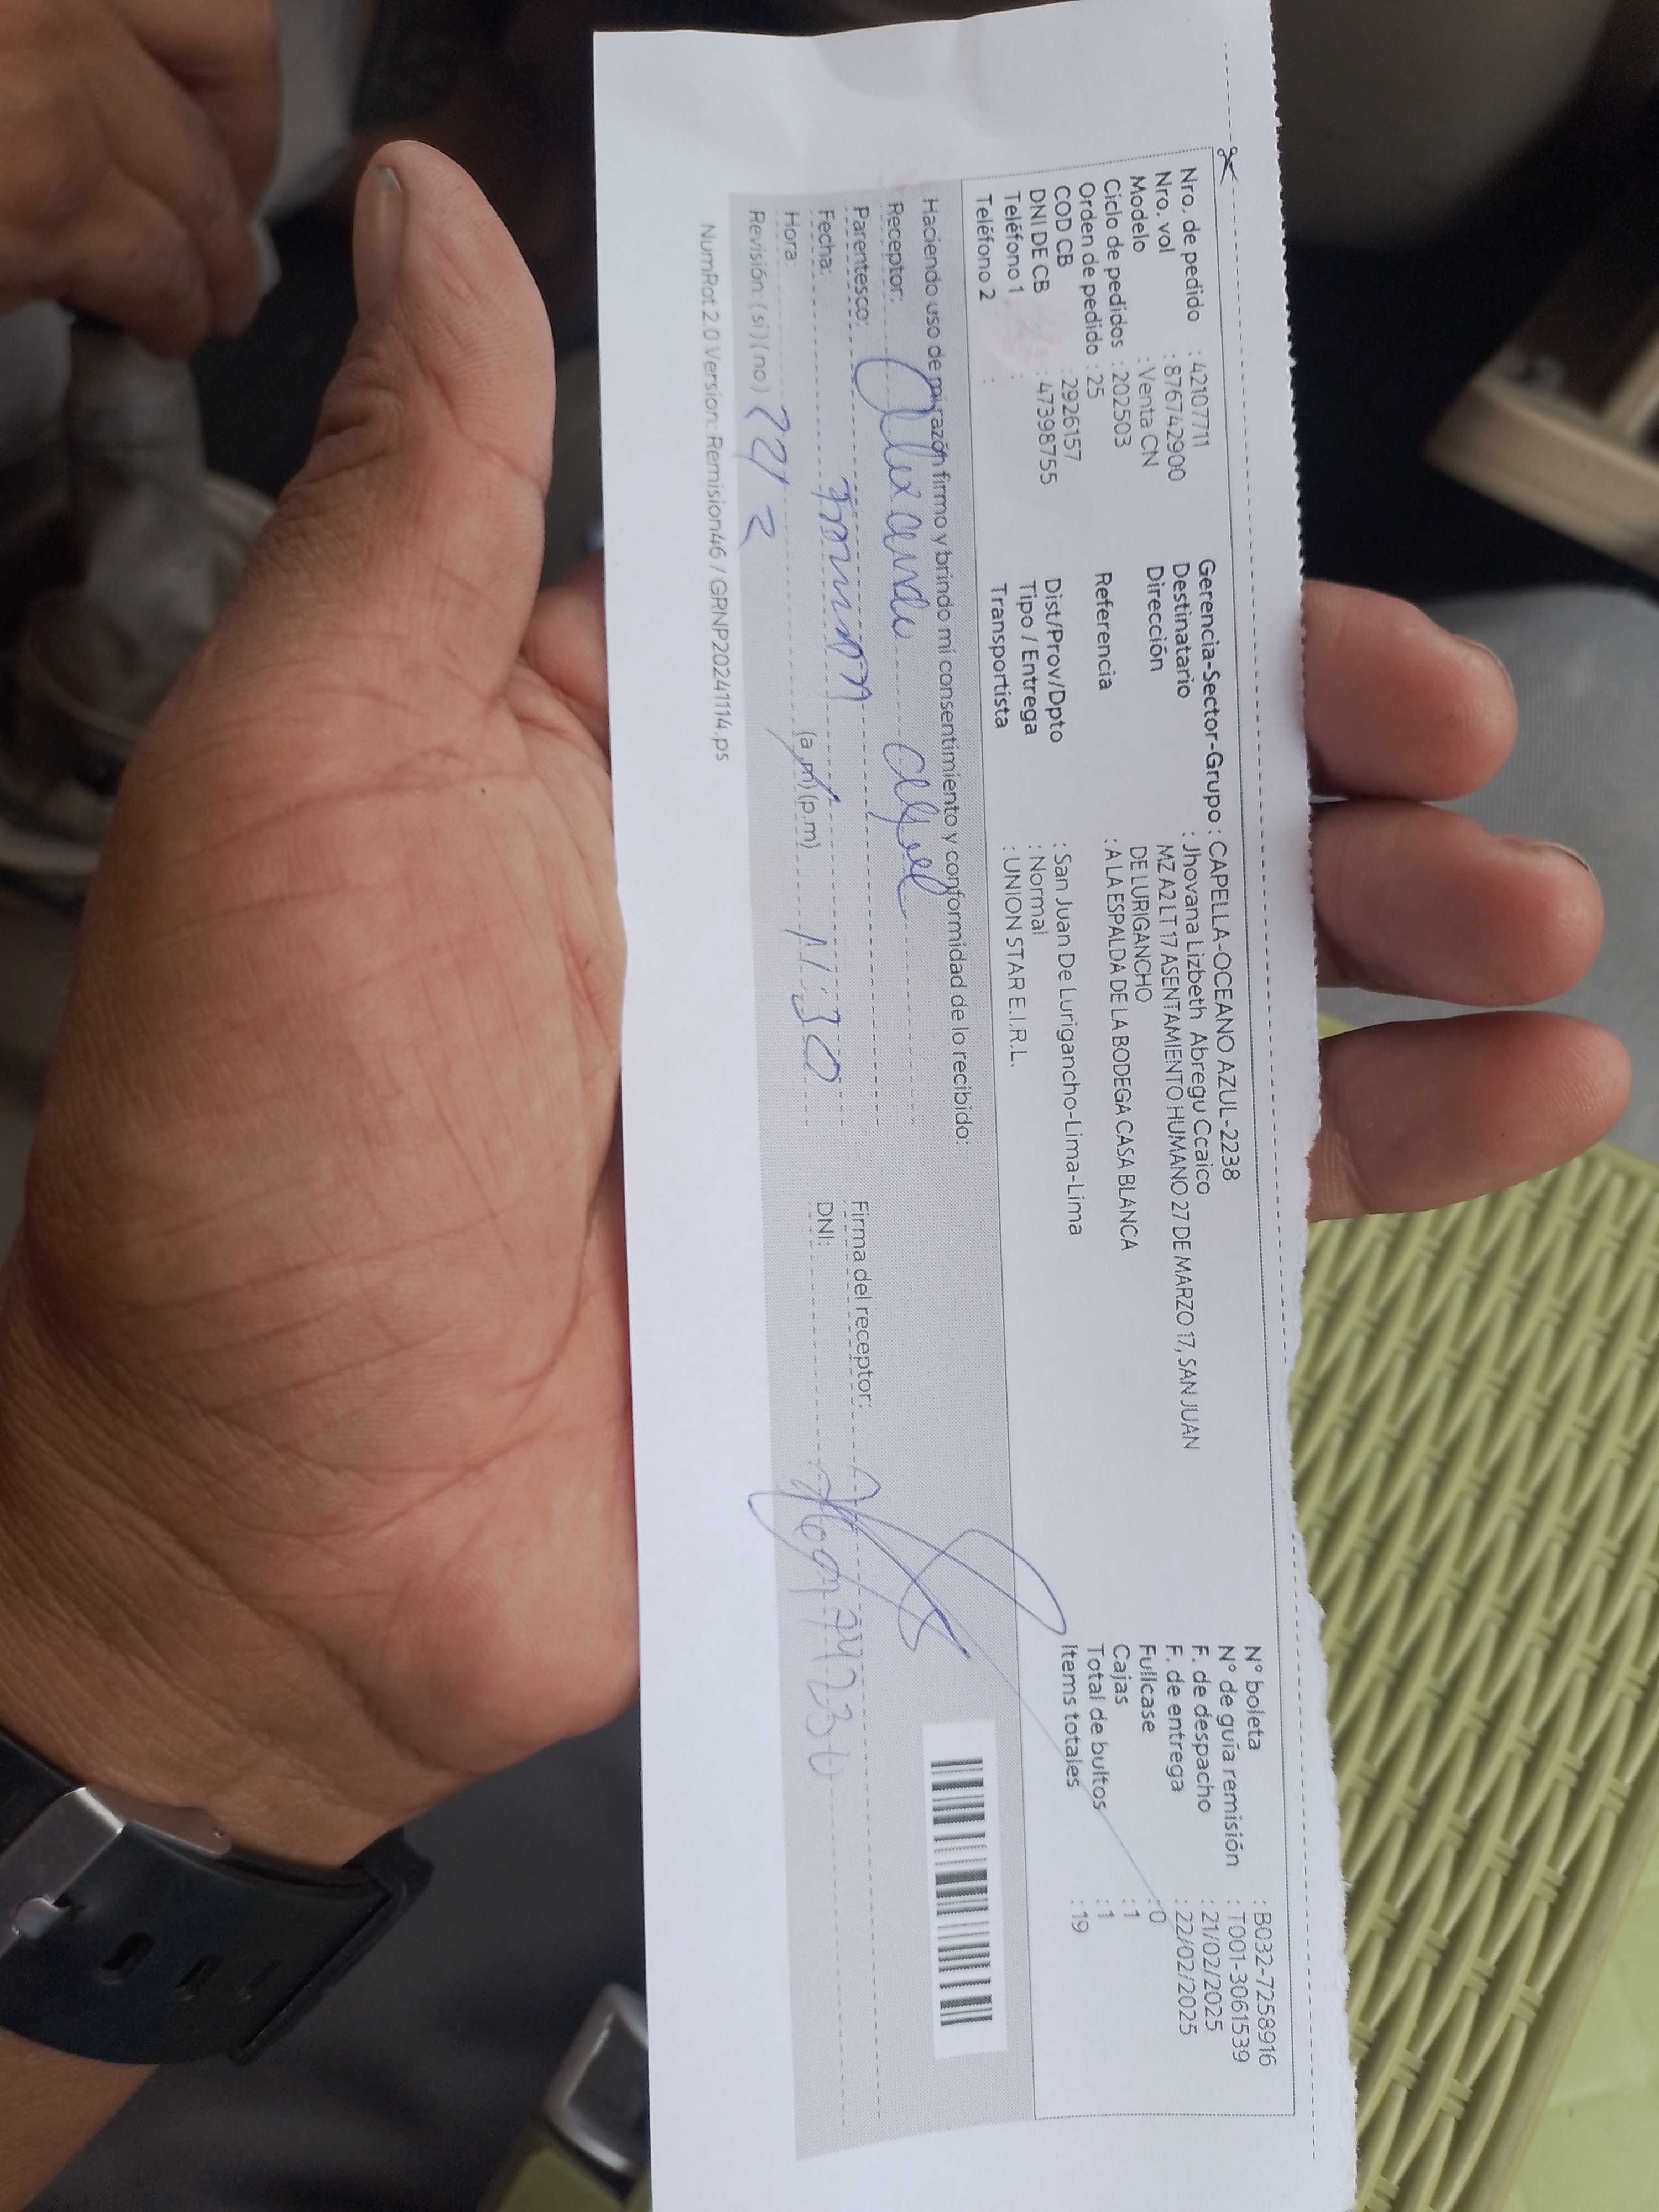 Nro. de pedido : 42107711
Nro. vol : 876742900
Modelo : Venta CN
Ciclo de pedidos : 202503
Orden de pedido : 25
COD CB : 2926157
DNI DE CB : 47398755
Teléfono 1 :
Teléfono 2 :
Gerencia-Sector-Grupo : CAPELLA-OCEANO AZUL-2238
Destinatario : Jhovana Lizbeth Abregu Ccaico
Dirección MZ A2 LT 17 ASENTAMIENTO HUMANO 27 DE MARZO 17, SAN JUAN
DE LURIGANCHO
Referencia : A LA ESPALDA DE LA BODEGA CASA BLANCA
Dist/Prov/Dpto : San Juan De Lurigancho-Lima-Lima
Tipo / Entrega : Normal
Transportista : UNION STAR E.I.R.L.
N° boleta : B032-7258916
N° de guía remisión : T001-3061539
F. de despacho : 21/02/2025
F. de entrega : 22/02/2025
Fullcase : 0
Cajas : 1
Total de bultos : 1
Items totales : 19
Haciendo uso de mi razón firmo y brindo mi consentimiento y conformidad de lo recibido:
Receptor:
Parentesco:
Fecha:
Hora: (a.m) (p.m) 11:30
Revisión: (si) (no) 22/2
Firma del receptor:
DNI:
NumRot 2.0 Version: Remision46 / GRNP20241114.ps